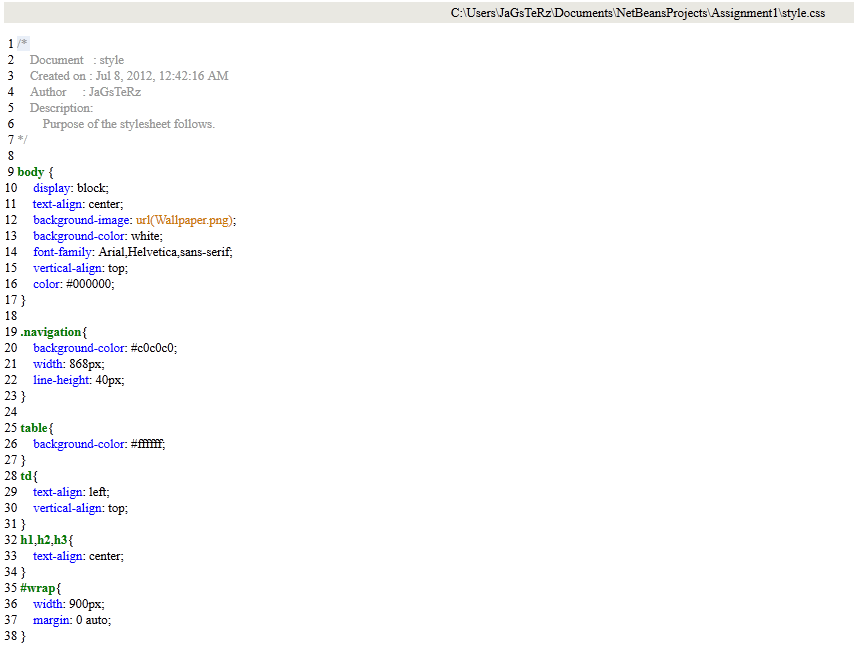 C:\Users\JaGsTeRz\Documents\NetBeansProjects\Assignment1\style.css
1 /*
2 Document : style
3 Created on : Jul 8, 2012, 12:42:16 AM
4 Author : JaGsTeRz
5 Description:
6 Purpose of the stylesheet follows.
7 */
8
9 body {
10 display: block;
11 text-align: center;
12 background-image: url(Wallpaper.png);
13 background-color: white;
14 font-family: Arial,Helvetica,sans-serif;
15 vertical-align: top;
16 color: #000000;
17 }
18
19 .navigation{
20 background-color: #c0c0c0;
21 width: 868px;
22 line-height: 40px;
23 }
24
25 table{
26 background-color: #ffffff;
27 }
28 td{
29 text-align: left;
30 vertical-align: top;
31 }
32 h1,h2,h3{
33 text-align: center;
34 }
35 #wrap{
36 width: 900px;
37 margin: 0 auto;
38 }